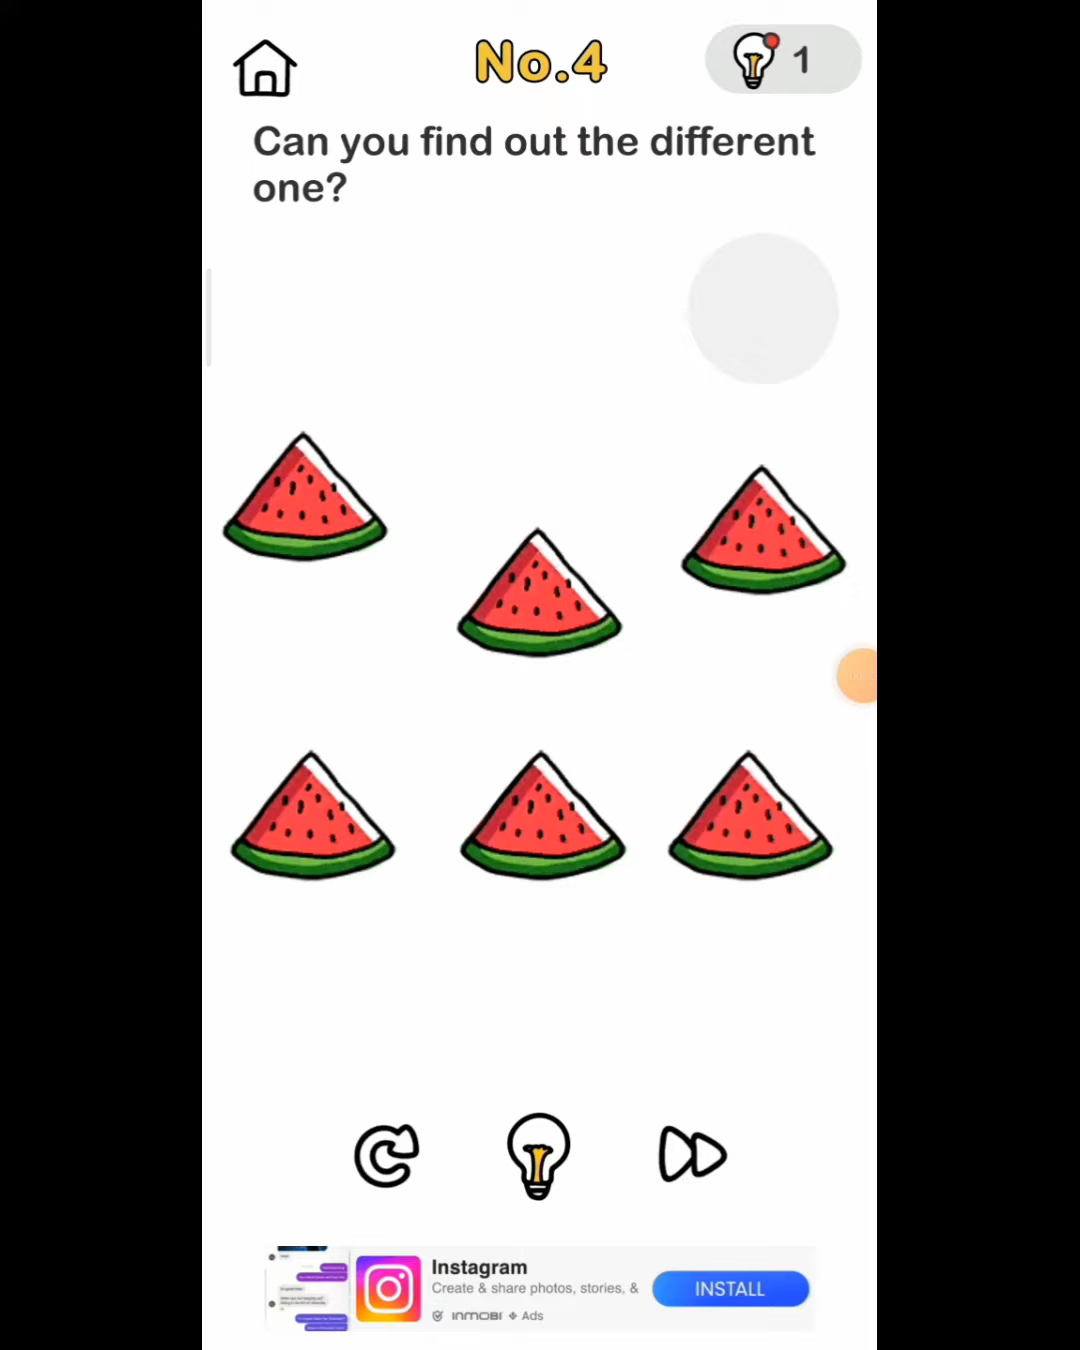 No.4
1
Can you find out the different
one?
Instagram
Create & share photos, stories, &
INMOBI Ads
INSTALL